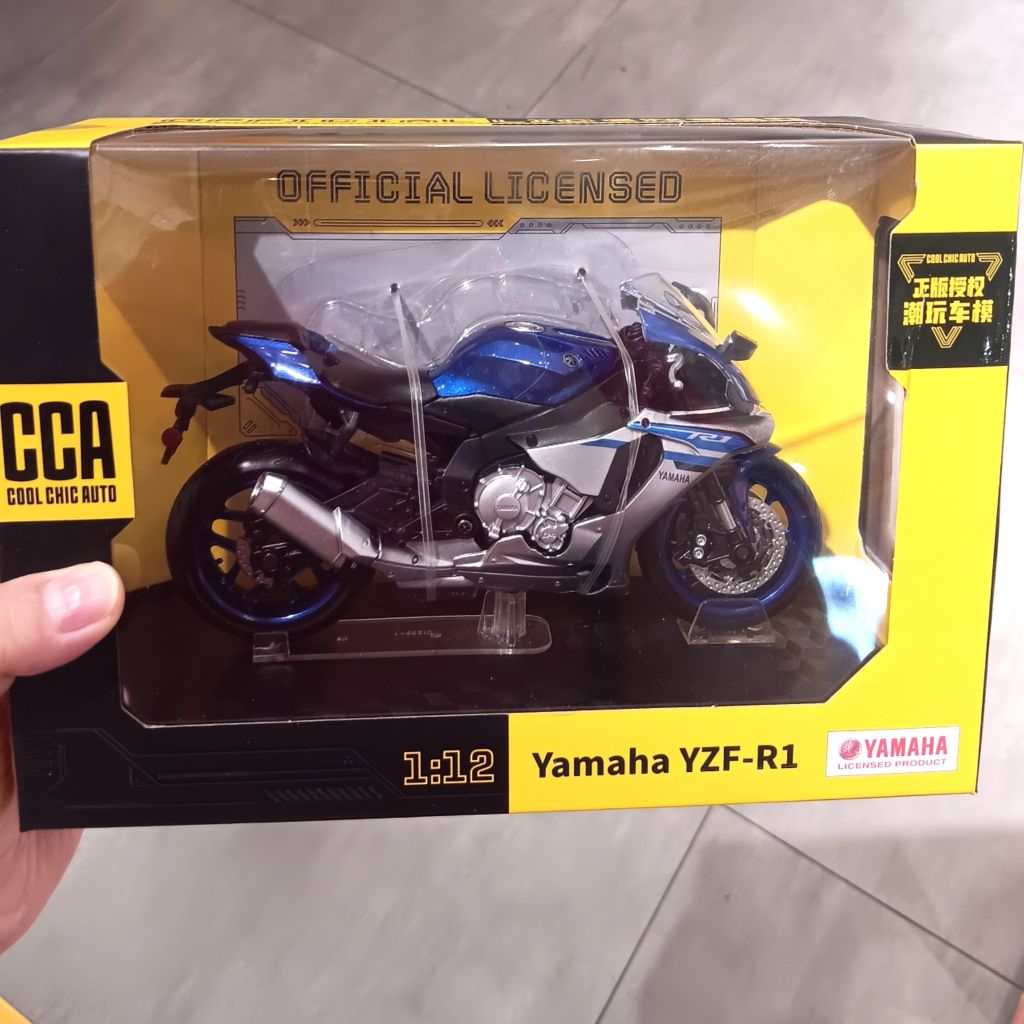 OFFICIAL LICENSED
COOL CHIC AUTO
正版授权
潮玩车模
CCA
COOL CHIC AUTO
R1
YAMAHA
YAMAHA
1:12
Yamaha YZF-R1
YAMAHA
LICENSED PRODUCT